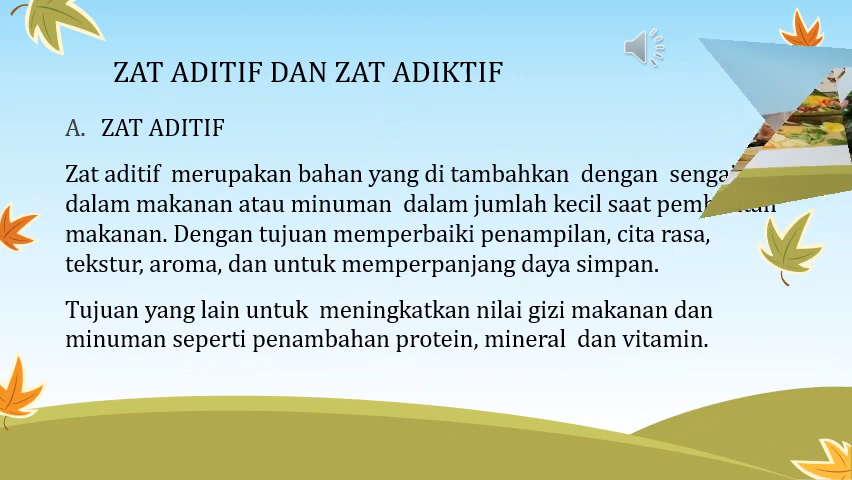 ZAT ADITIF DAN ZAT ADIKTIF
A. ZAT ADITIF
Zat aditif merupakan bahan yang di tambahkan dengan
dalam makanan atau minuman dalam jumlah kecil saat
makanan. Dengan tujuan memperbaiki penampilan, cita rasa,
tekstur, aroma, dan untuk memperpanjang daya simpan.
Tujuan yang lain untuk meningkatkan nilai gizi makanan dan
minuman seperti penambahan protein, mineral dan vitamin.